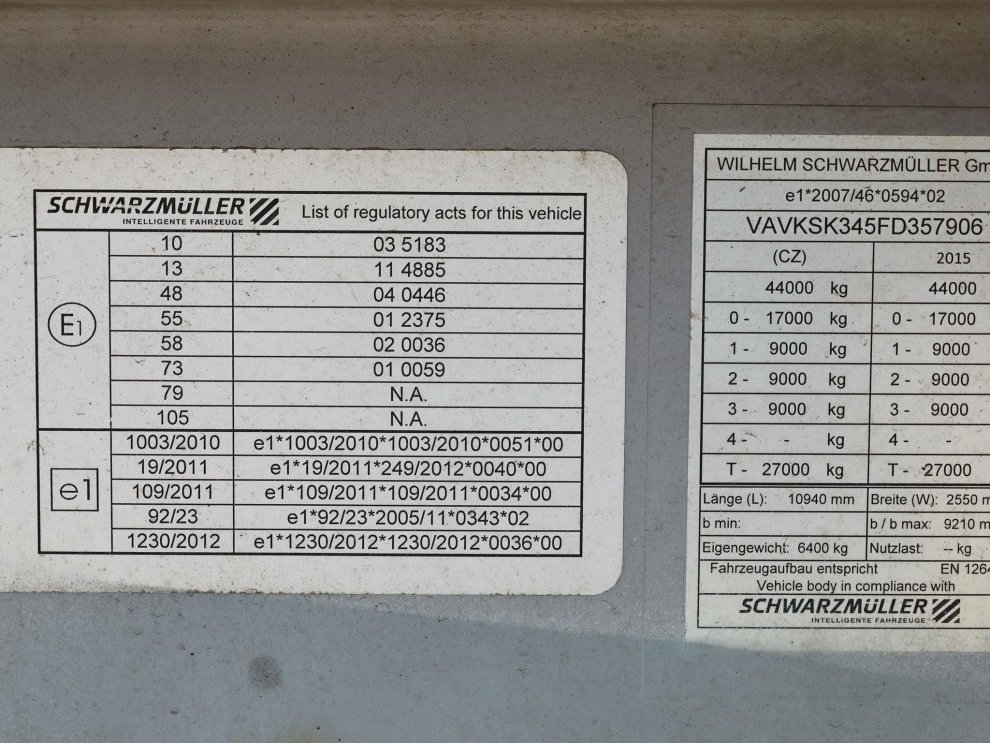 SCHWARZMÜLLER
INTELLIGENTE FAHRZEUGE
List of regulatory acts for this vehicle
E1
10 03 5183
13 11 4885
48 04 0446
55 01 2375
58 02 0036
73 01 0059
79 N.A.
105 N.A.
e1
1003/2010 e1*1003/2010*1003/2010*0051*00
19/2011 e1*19/2011*249/2012*0040*00
109/2011 e1*109/2011*109/2011*0034*00
92/23 e1*92/23*2005/11*0343*02
1230/2012 e1*1230/2012*1230/2012*0036*00
WILHELM SCHWARZMÜLLER Gm
e1*2007/46*0594*02
VAVKSK345FD357906
(CZ) 2015
44000 kg 44000
0 - 17000 kg 0 - 17000
1 - 9000 kg 1 - 9000
2 - 9000 kg 2 - 9000
3 - 9000 kg 3 - 9000
4 - - kg 4 - -
T - 27000 kg T - 27000
Länge (L): 10940 mm Breite (W): 2550 m
b min: b / b max: 9210 m
Eigengewicht: 6400 kg Nutzlast: -- kg
Fahrzeugaufbau entspricht EN 1264
Vehicle body in compliance with
SCHWARZMÜLLER
INTELLIGENTE FAHRZEUGE